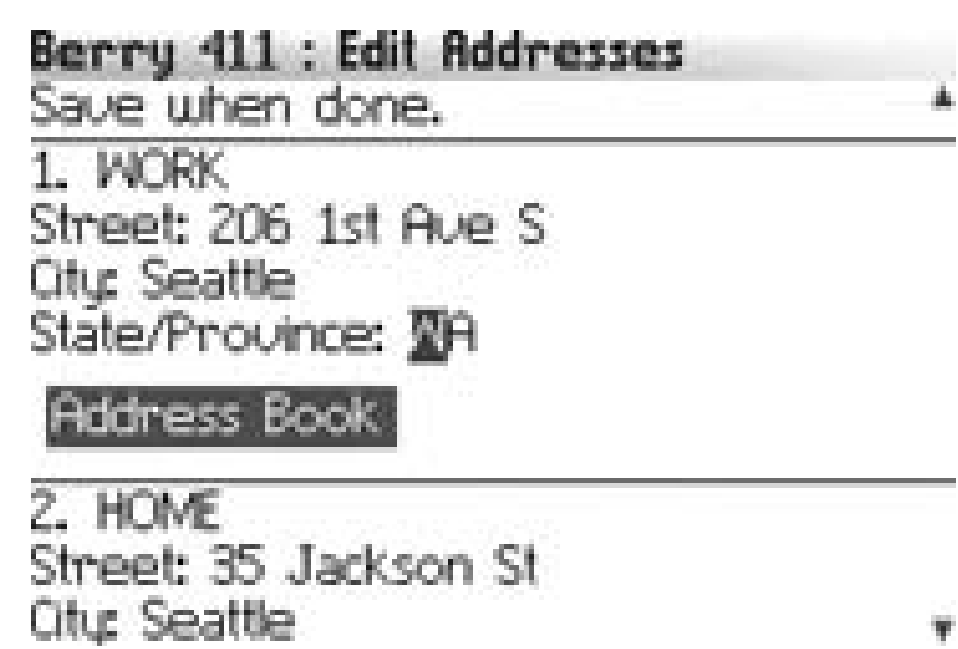 Berry 411 : Edit Addresses
Save when done.
1. WORK
Street: 206 1st Ave S
City: Seattle
State/Province: WA
Address Book
2. HOME
Street: 35 Jackson St
City: Seattle